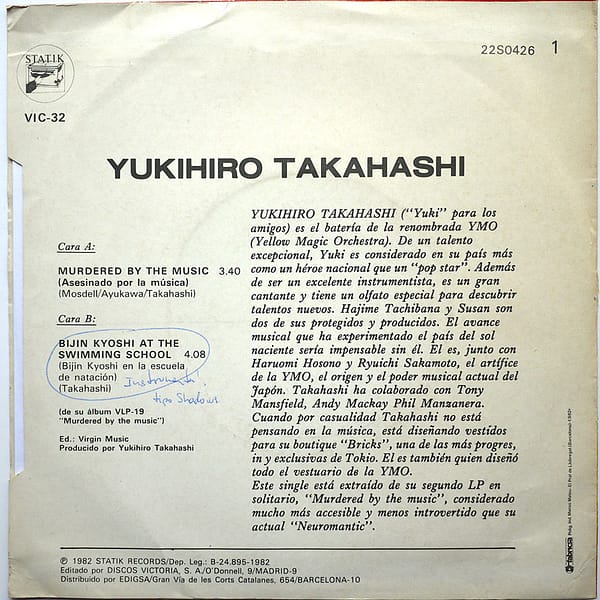 STATIK
VIC-32
22S0426 1
YUKIHIRO TAKAHASHI
Cara A:
MURDERED BY THE MUSIC 3.40
(Asesinado por la música)
(Mosdell/Ayukawa/Takahashi)
Cara B:
BIJIN KYOSHI AT THE
SWIMMING SCHOOL 4.08
(Bijin Kyoshi en la escuela
de natación)
(Takahashi)
Instrumental,
tipo Shadows
(de su álbum VLP-19
"Murdered by the music")
Ed.: Virgin Music
Producido por Yukihiro Takahashi
YUKIHIRO TAKAHASHI ("Yuki" para los
amigos) es el batería de la renombrada YMO
(Yellow Magic Orchestra). De un talento
excepcional, Yuki es considerado en su país más
como un héroe nacional que un "pop star". Además
de ser un excelente instrumentista, es un gran
cantante y tiene un olfato especial para descubrir
talentos nuevos. Hajime Tachibana y Susan son
dos de sus protegidos y producidos. El avance
musical que ha experimentado el país del sol
naciente sería impensable sin él. El es, junto con
Haruomi Hosono y Ryuichi Sakamoto, el artífice
de la YMO, el origen y el poder musical actual del
Japón. Takahashi ha colaborado con Tony
Mansfield, Andy Mackay Phil Manzanera.
Cuando por casualidad Takahashi no está
pensando en la música, está diseñando vestidos
para su boutique "Bricks", una de las más progres,
in y exclusivas de Tokio. El es también quien diseñó
todo el vestuario de la YMO.
Este single está extraído de su segundo LP en
solitario, "Murdered by the music", considerado
mucho más accesible y menos introvertido que su
actual "Neuromantic".
℗ 1982 STATIK RECORDS/Dep. Leg.: B-24.895-1982
Editado por DISCOS VICTORIA, S. A./O'Donnell, 9/MADRID-9
Distribuido por EDIGSA/Gran Vía de les Corts Catalanes, 654/BARCELONA-10